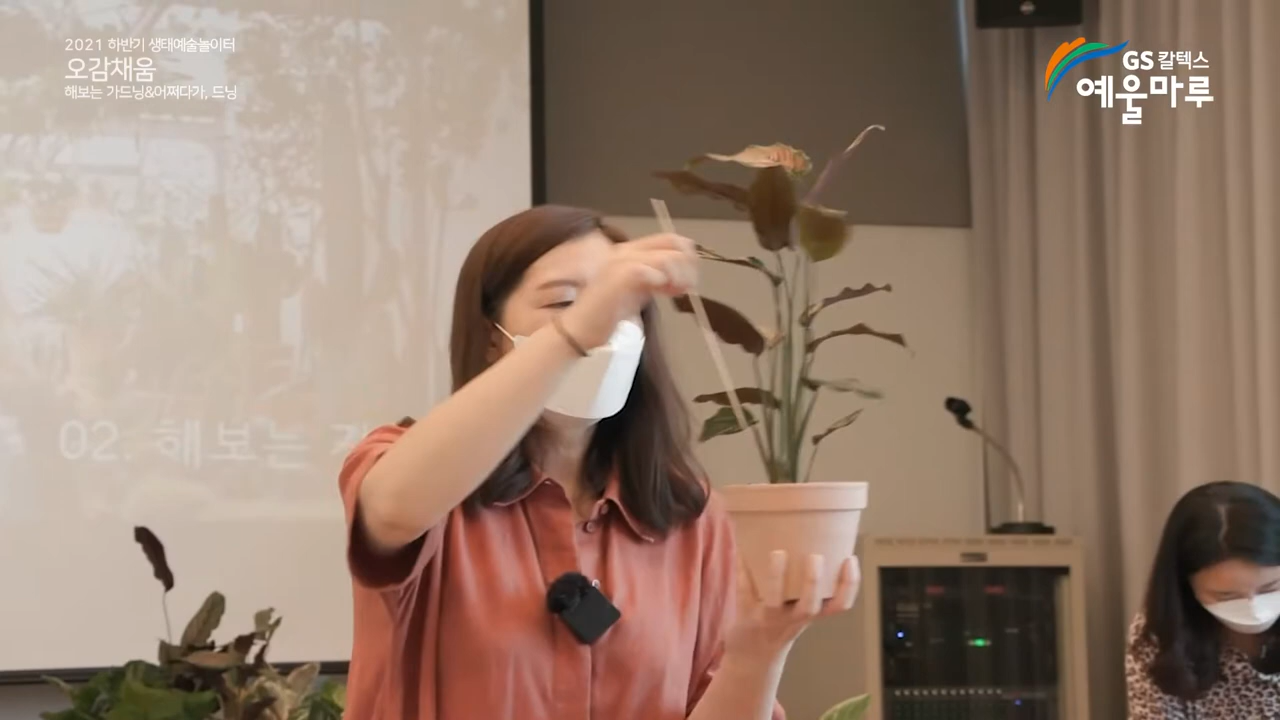 2021 하반기 생태예술놀이터
오감채움
해보는 가드닝&어쩌다가, 드닝
GS 칼텍스
예울마루
02. 해보는